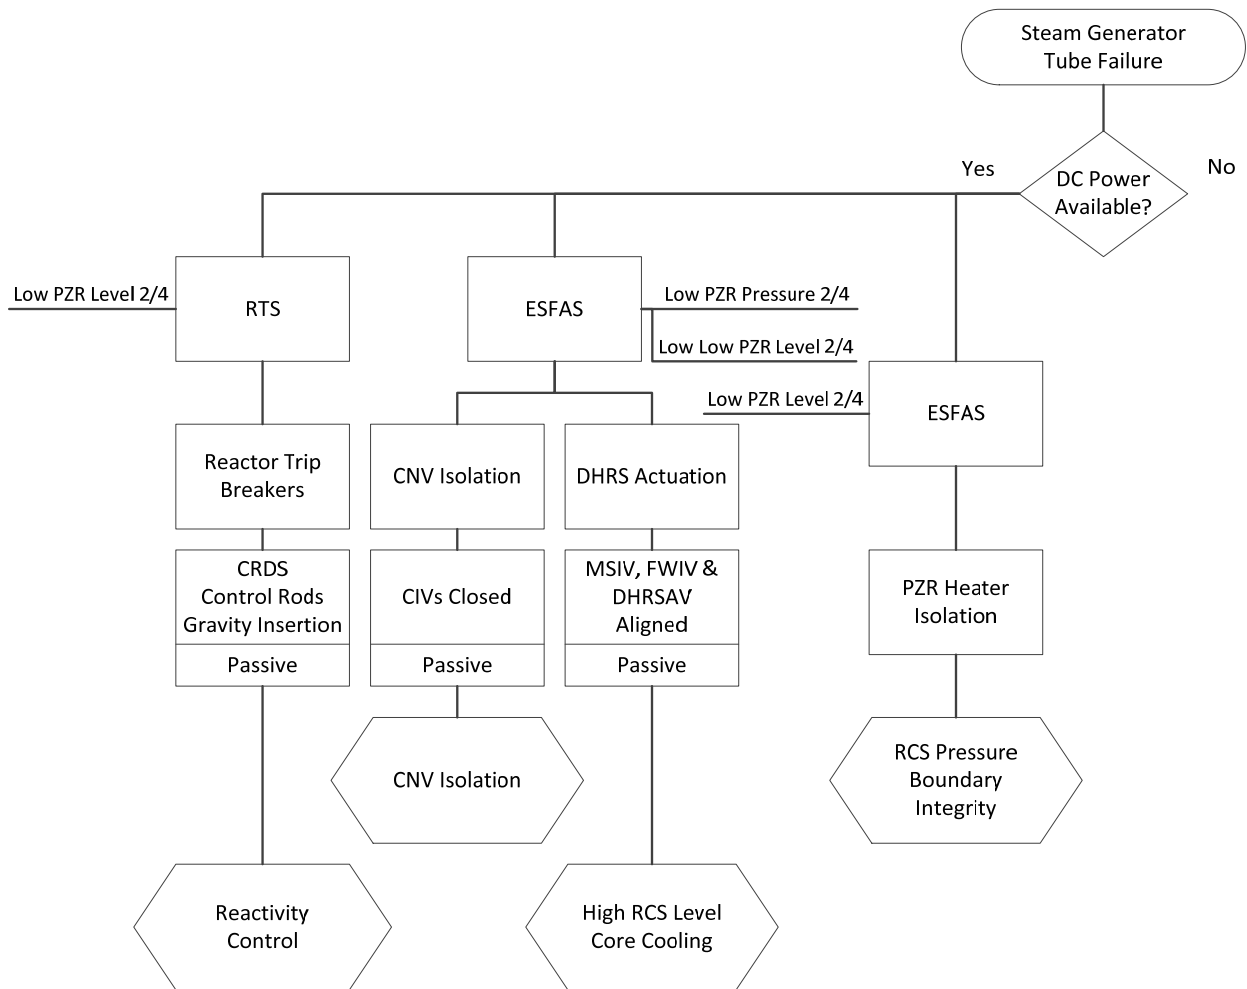 Steam Generator
Tube Failure
Yes
No
DC Power
Available?
Low PZR Level 2/4
RTS
ESFAS
Low PZR Pressure 2/4
Low Low PZR Level 2/4
Low PZR Level 2/4
ESFAS
Reactor Trip
Breakers
CNV Isolation
DHRS Actuation
CRDS
Control Rods
Gravity Insertion
Passive
CIVs Closed
Passive
MSIV, FWIV &
DHRSAV
Aligned
Passive
PZR Heater
Isolation
CNV Isolation
RCS Pressure
Boundary
Integrity
Reactivity
Control
High RCS Level
Core Cooling